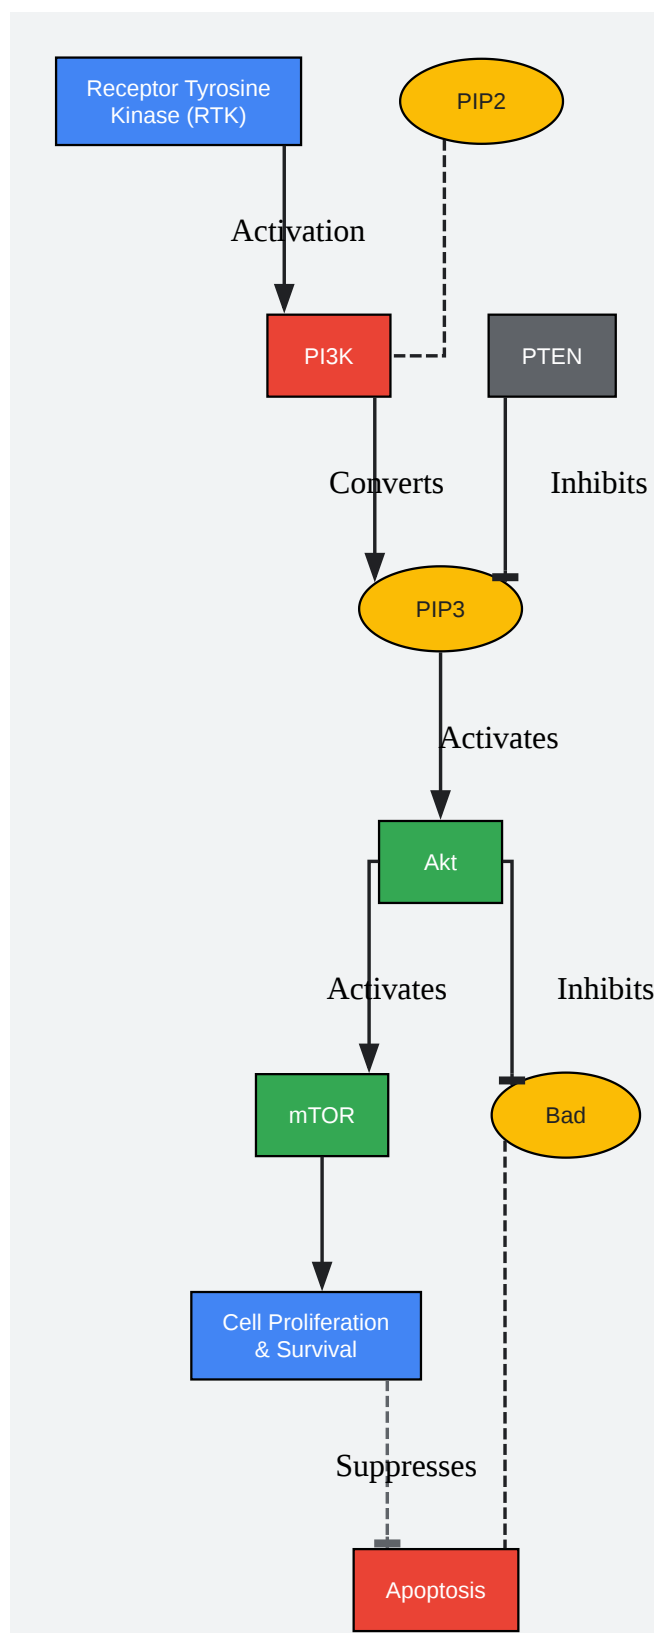 Receptor Tyrosine
Kinase (RTK)
PIP2
Activation
PI3K
PTEN
Converts
Inhibits
PIP3
Activates
Akt
Activates
Inhibits
mTOR
Bad
Cell Proliferation
& Survival
Suppresses
Apoptosis